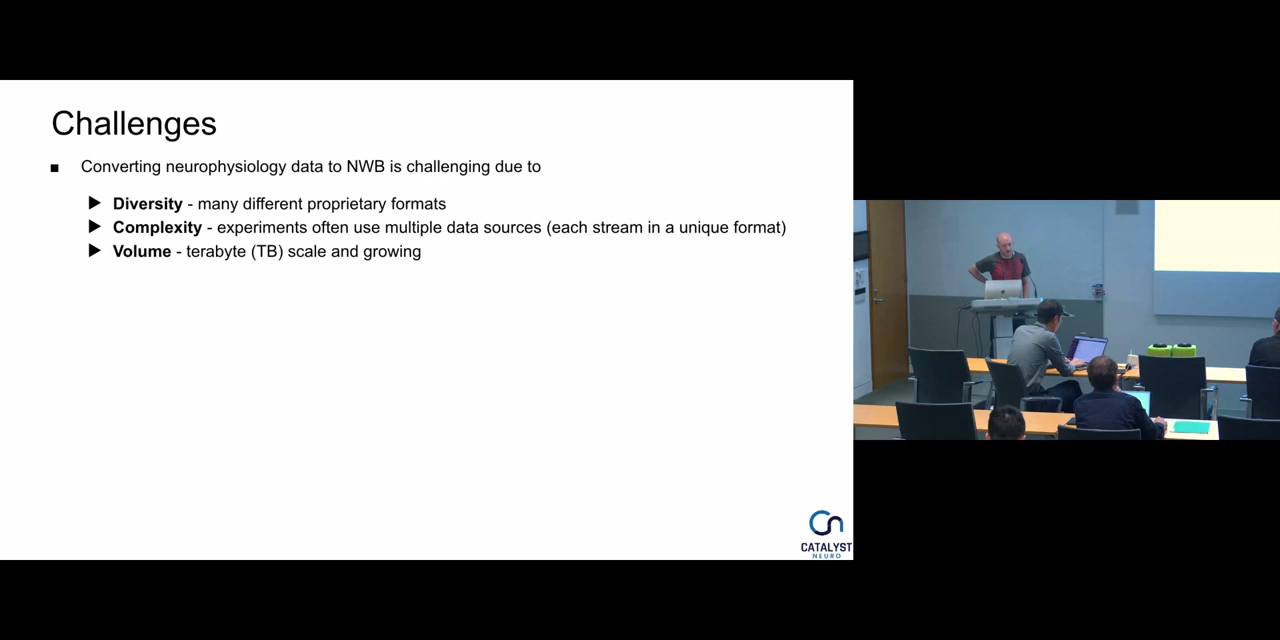 Challenges
■ Converting neurophysiology data to NWB is challenging due to
▶ Diversity - many different proprietary formats
▶ Complexity - experiments often use multiple data sources (each stream in a unique format)
▶ Volume - terabyte (TB) scale and growing
CATALYST
NEURO